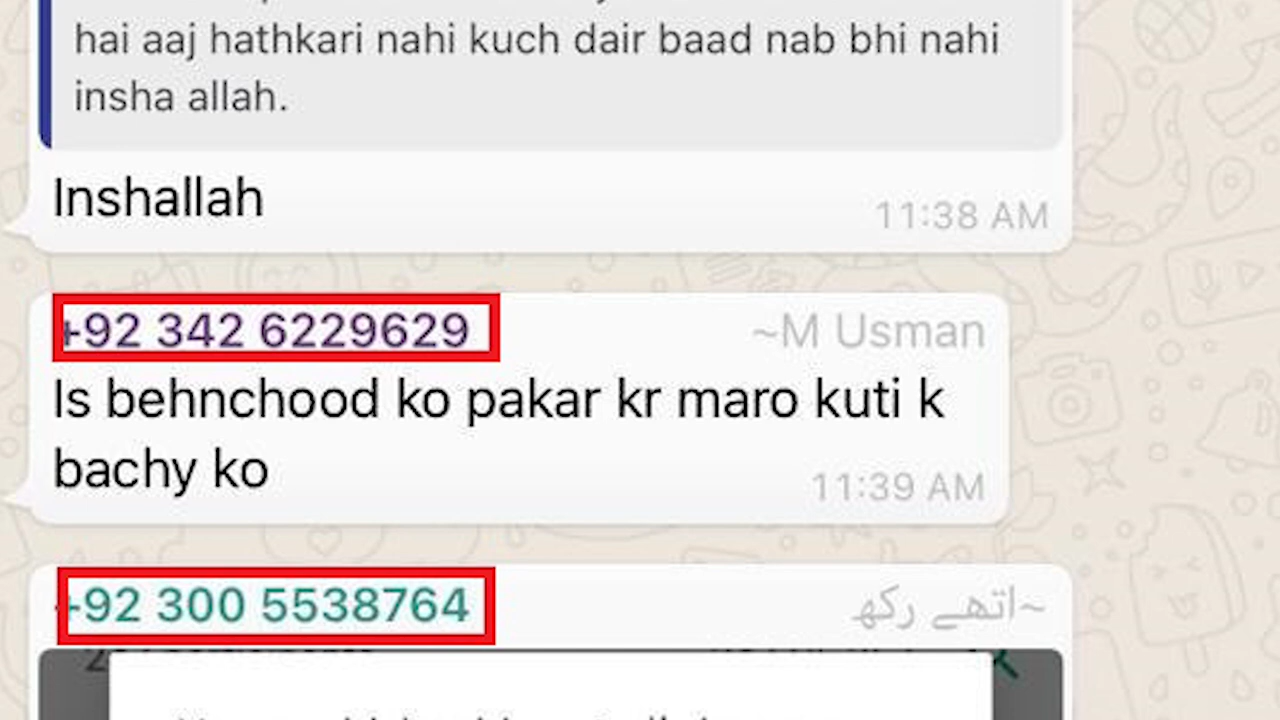 hai aaj hathkari nahi kuch dair baad nab bhi nahi
insha allah.
Inshallah
11:38 AM
+92 342 6229629 ~M Usman
Is behnchood ko pakar kr maro kuti k
bachy ko
11:39 AM
+92 300 5538764 ~اتھے رکھ